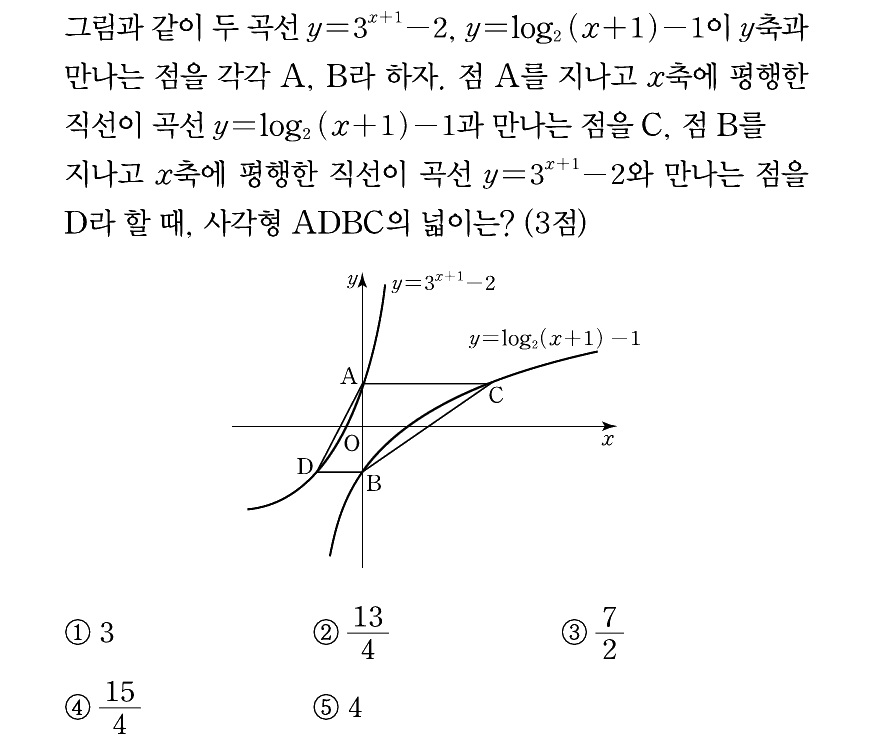 그림과 같이 두 곡선 y=3^{x+1}-2, y=log₂(x+1)-1이 y축과
만나는 점을 각각 A, B라 하자. 점 A를 지나고 x축에 평행한
직선이 곡선 y=log₂(x+1)-1과 만나는 점을 C, 점 B를
지나고 x축에 평행한 직선이 곡선 y=3^{x+1}-2와 만나는 점을
D라 할 때, 사각형 ADBC의 넓이는? (3점)
y
y=3^{x+1}-2
y=log₂(x+1)-1
A
C
O
x
D
B
① 3 ② 13/4 ③ 7/2
④ 15/4 ⑤ 4